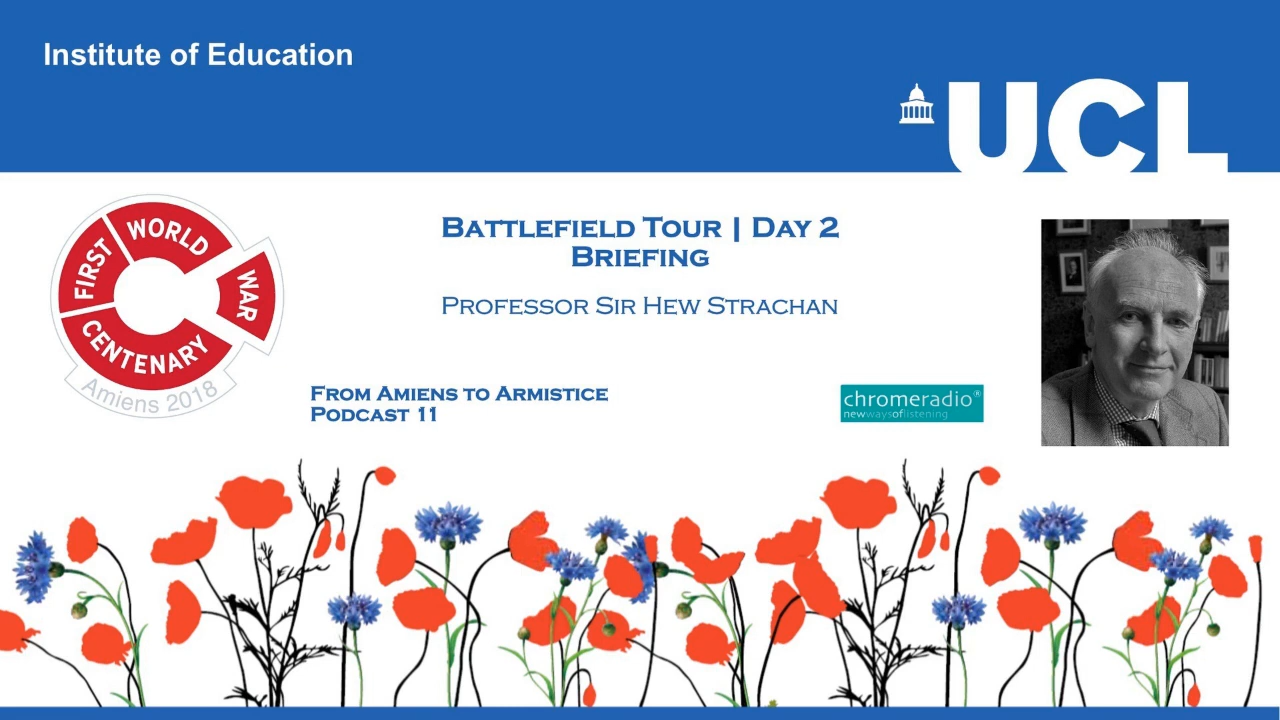 Institute of Education
UCL
FIRST WORLD WAR CENTENARY
Amiens 2018
Battlefield Tour | Day 2
Briefing
Professor Sir Hew Strachan
From Amiens to Armistice
Podcast 11
chromeradio®
newwaysoflistening